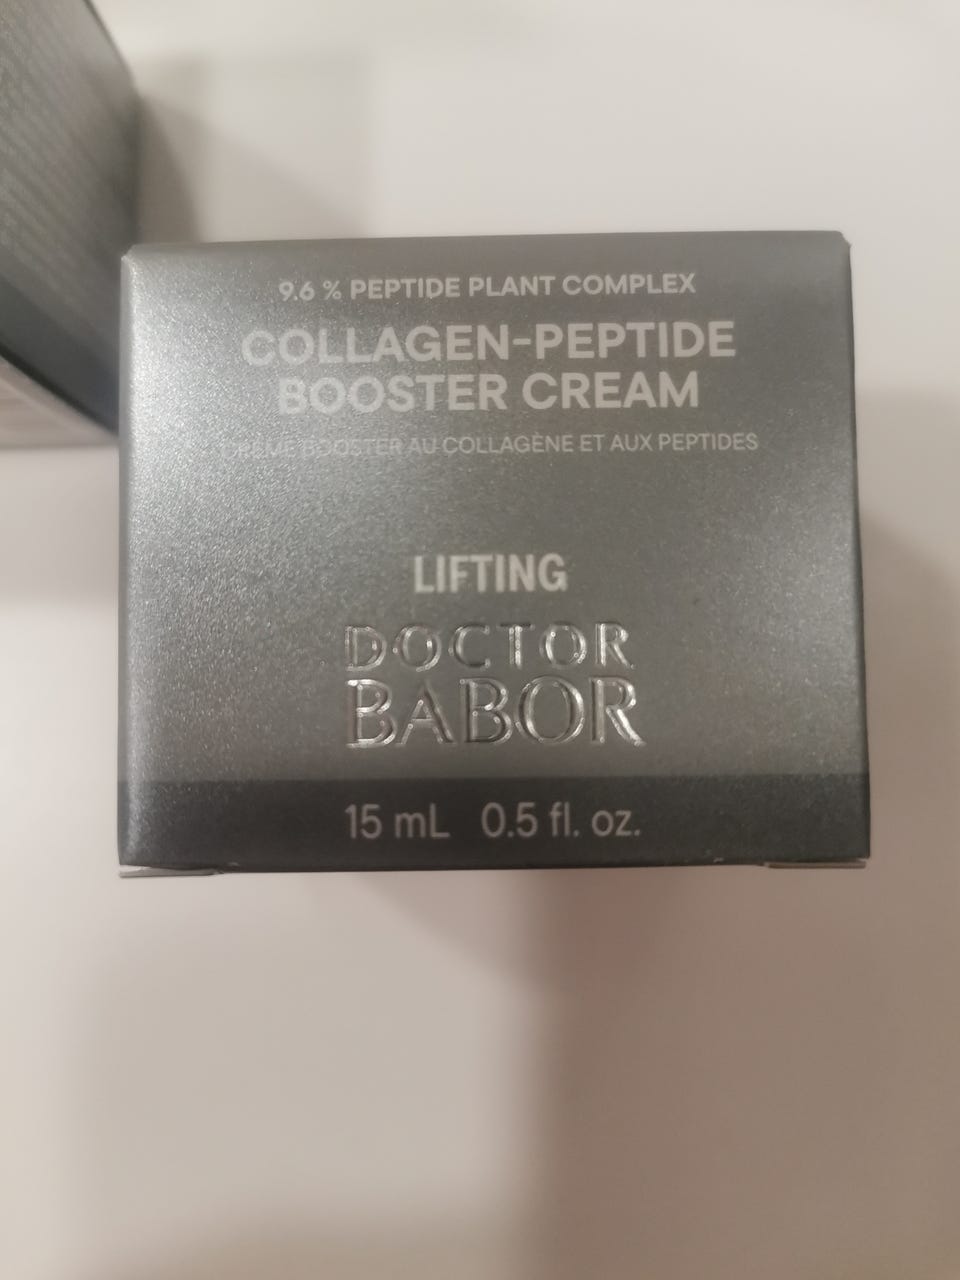 9.6 % PEPTIDE PLANT COMPLEX
COLLAGEN-PEPTIDE
BOOSTER CREAM
CRÈME BOOSTER AU COLLAGÈNE ET AUX PEPTIDES
LIFTING
DOCTOR
BABOR
15 mL 0.5 fl. oz.